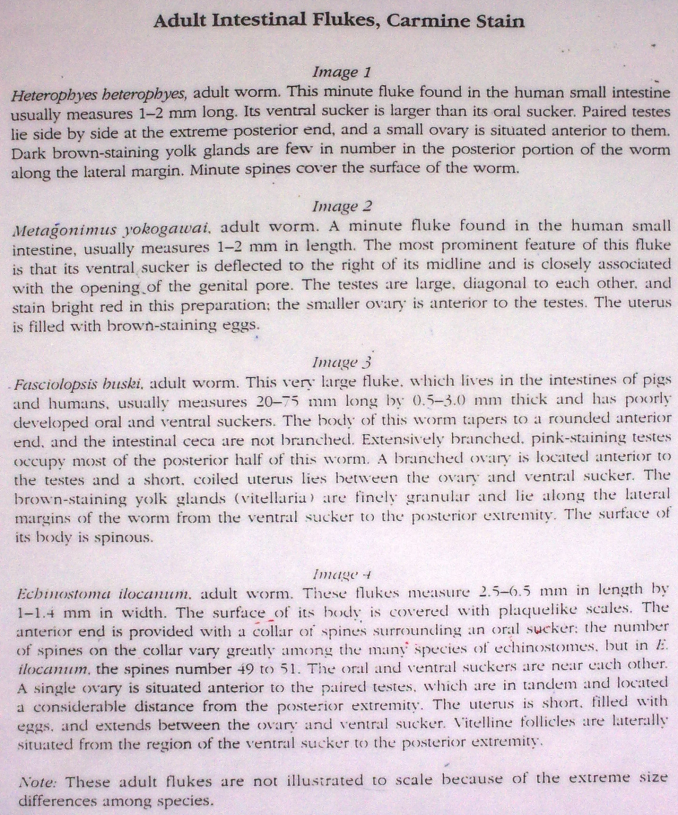 Adult Intestinal Flukes, Carmine Stain
Image 1
Heterophyes heterophyes, adult worm. This minute fluke found in the human small intestine
usually measures 1–2 mm long. Its ventral sucker is larger than its oral sucker. Paired testes
lie side by side at the extreme posterior end, and a small ovary is situated anterior to them.
Dark brown-staining yolk glands are few in number in the posterior portion of the worm
along the lateral margin. Minute spines cover the surface of the worm.
Image 2
Metagonimus yokogawai, adult worm. A minute fluke found in the human small
intestine, usually measures 1–2 mm in length. The most prominent feature of this fluke
is that its ventral sucker is deflected to the right of its midline and is closely associated
with the opening of the genital pore. The testes are large, diagonal to each other, and
stain bright red in this preparation; the smaller ovary is anterior to the testes. The uterus
is filled with brown-staining eggs.
Image 3
Fasciolopsis buski, adult worm. This very large fluke, which lives in the intestines of pigs
and humans, usually measures 20–75 mm long by 0.5–3.0 mm thick and has poorly
developed oral and ventral suckers. The body of this worm tapers to a rounded anterior
end, and the intestinal ceca are not branched. Extensively branched, pink-staining testes
occupy most of the posterior half of this worm. A branched ovary is located anterior to
the testes and a short, coiled uterus lies between the ovary and ventral sucker. The
brown-staining yolk glands (vitellaria) are finely granular and lie along the lateral
margins of the worm from the ventral sucker to the posterior extremity. The surface of
its body is spinous.
Image 4
Echinostoma ilocanum, adult worm. These flukes measure 2.5–6.5 mm in length by
1–1.4 mm in width. The surface of its body is covered with plaquelike scales. The
anterior end is provided with a collar of spines surrounding an oral sucker; the number
of spines on the collar vary greatly among the many species of echinostomes, but in E.
ilocanum, the spines number 49 to 51. The oral and ventral suckers are near each other.
A single ovary is situated anterior to the paired testes, which are in tandem and located
a considerable distance from the posterior extremity. The uterus is short, filled with
eggs, and extends between the ovary and ventral sucker. Vitelline follicles are laterally
situated from the region of the ventral sucker to the posterior extremity.
Note: These adult flukes are not illustrated to scale because of the extreme size
differences among species.